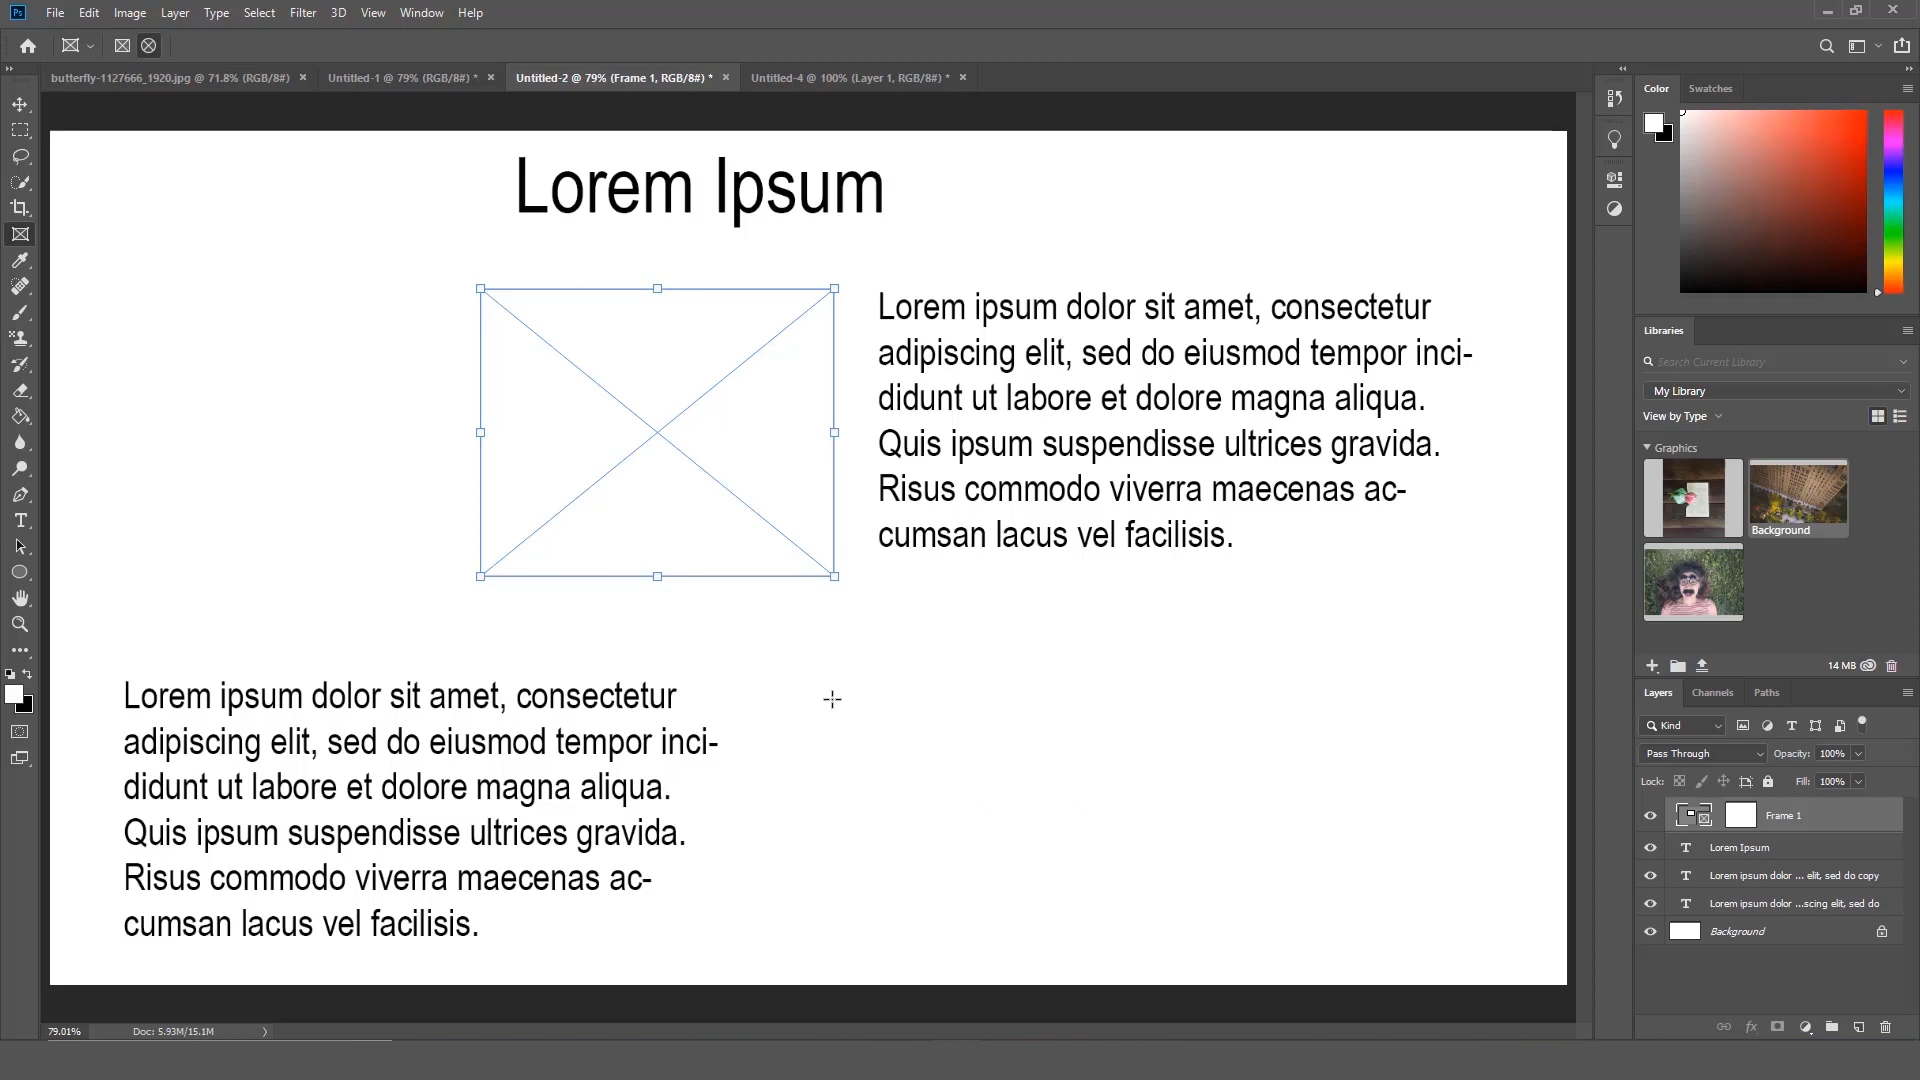 Ps File Edit Image Layer Type Select Filter 3D View Window Help
butterfly-1127666_1920.jpg @ 71.8% (RGB/8#) Untitled-1 @ 79% (RGB/8#) * Untitled-2 @ 79% (Frame 1, RGB/8#) * Untitled-4 @ 100% (Layer 1, RGB/8#) *
Lorem Ipsum
Lorem ipsum dolor sit amet, consectetur
adipiscing elit, sed do eiusmod tempor inci-
didunt ut labore et dolore magna aliqua.
Quis ipsum suspendisse ultrices gravida.
Risus commodo viverra maecenas ac-
cumsan lacus vel facilisis.
Lorem ipsum dolor sit amet, consectetur
adipiscing elit, sed do eiusmod tempor inci-
didunt ut labore et dolore magna aliqua.
Quis ipsum suspendisse ultrices gravida.
Risus commodo viverra maecenas ac-
cumsan lacus vel facilisis.
79.01% Doc: 5.93M/15.1M
Color Swatches
Libraries
Search Current Library
My Library
View by Type
Graphics
Background
14 MB
Layers Channels Paths
Kind
Pass Through Opacity: 100%
Lock: Fill: 100%
Frame 1
Lorem Ipsum
Lorem ipsum dolor ... elit, sed do copy
Lorem ipsum dolor ...scing elit, sed do
Background